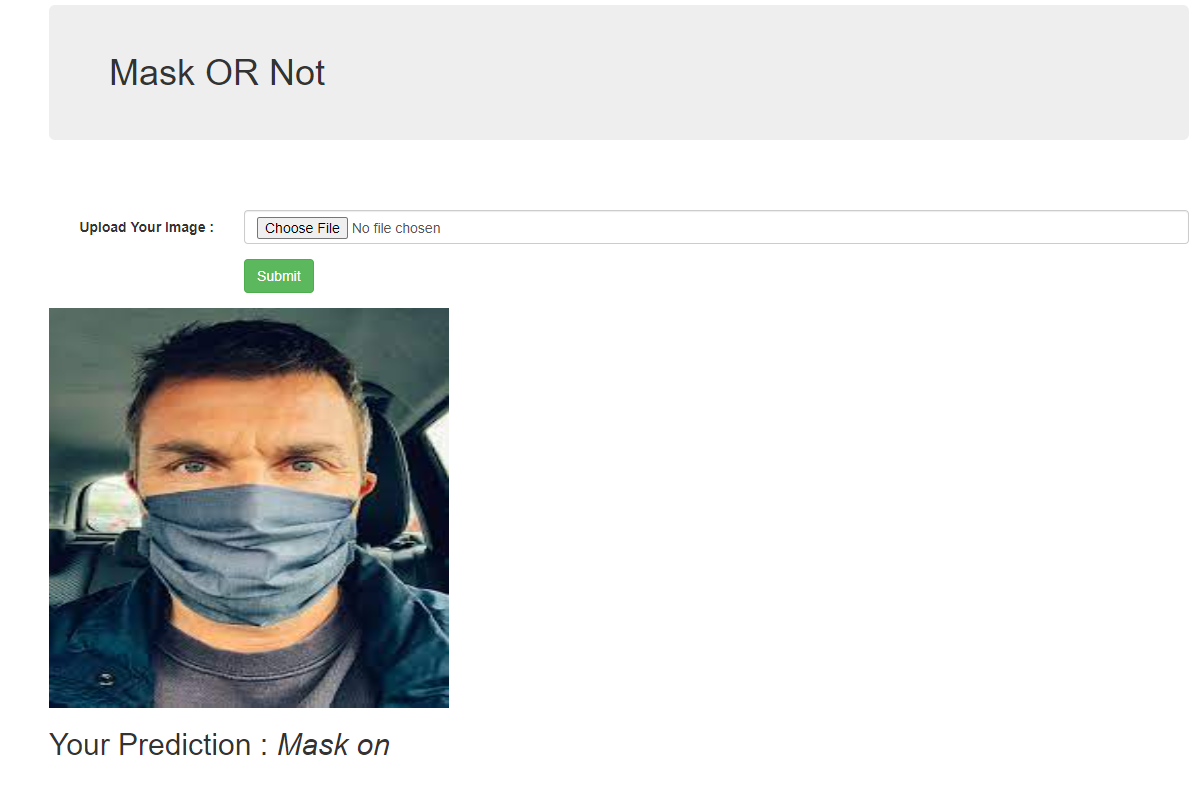 Mask OR Not
Upload Your Image :
Choose File No file chosen
Submit
Your Prediction : Mask on